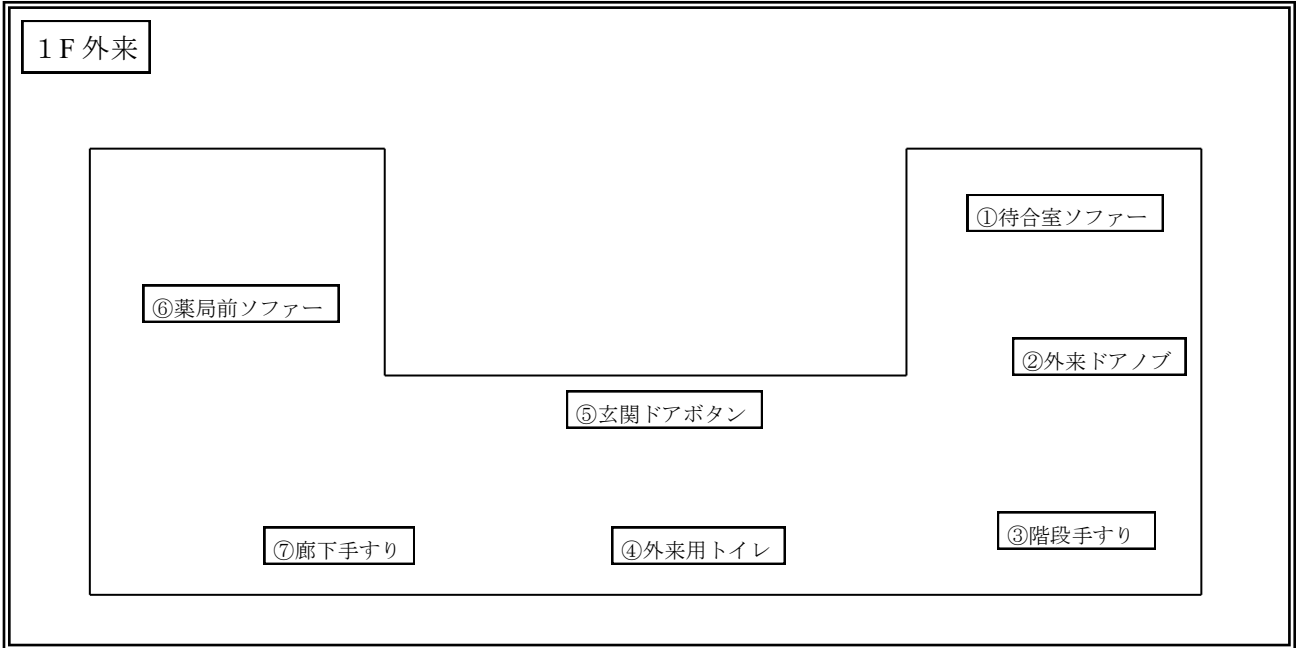 １F外来
①待合室ソファー
⑥薬局前ソファー
②外来ドアノブ
⑤玄関ドアボタン
③階段手すり
⑦廊下手すり
④外来用トイレ